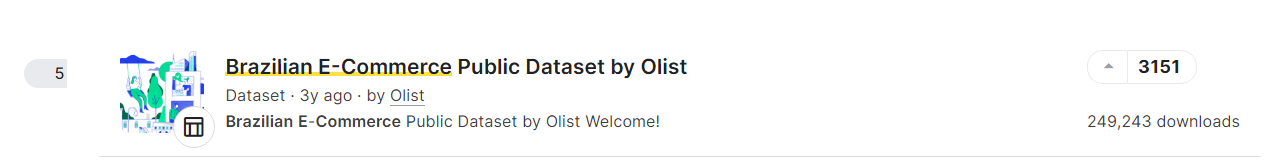 5
Brazilian E-Commerce Public Dataset by Olist
3151
Dataset · 3y ago · by Olist
Brazilian E-Commerce Public Dataset by Olist Welcome!
249,243 downloads